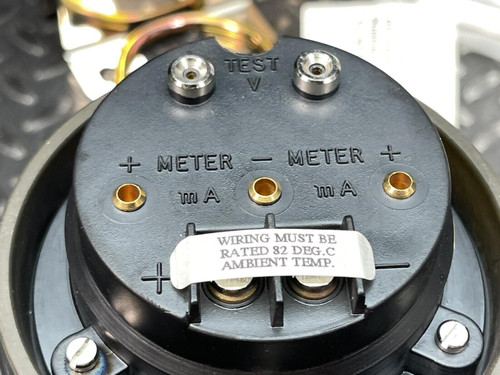 TEST
V
+ METER - METER +
mA mA
WIRING MUST BE
RATED 82 DEG.C
AMBIENT TEMP.
+ -